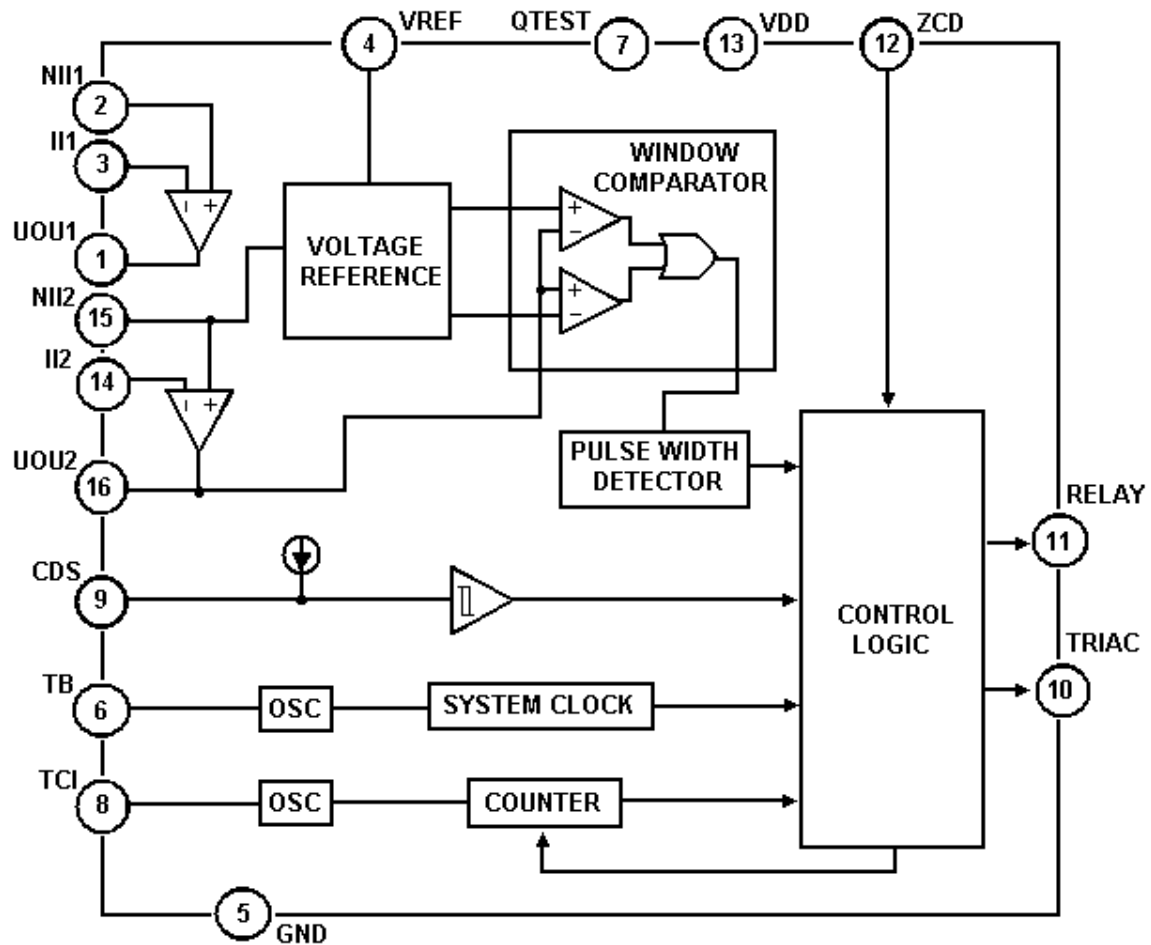 VREF
4
QTEST
7
13
VDD
12
ZCD
NII1
2
II1
3
UOU1
1
NII2
15
II2
14
UOU2
16
- +
- +
VOLTAGE
REFERENCE
WINDOW
COMPARATOR
+
-
+
-
PULSE WIDTH
DETECTOR
CDS
9
TB
6
OSC
SYSTEM CLOCK
TCI
8
OSC
COUNTER
CONTROL
LOGIC
RELAY
11
TRIAC
10
5
GND